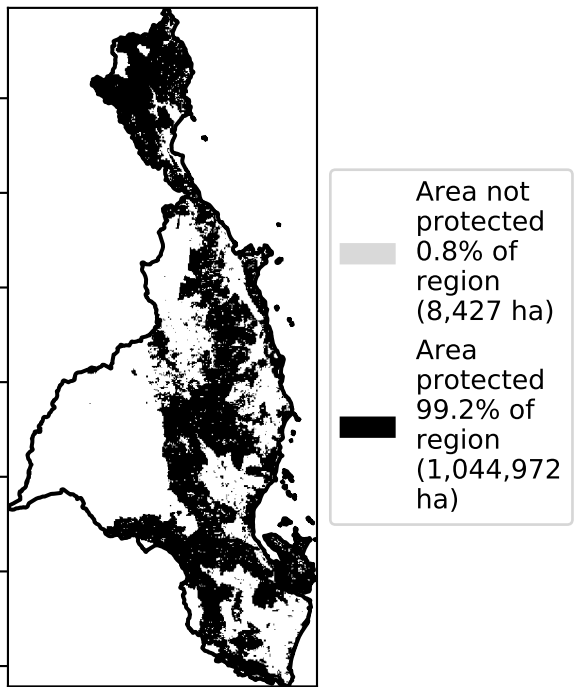 Area not
protected
0.8% of
region
(8,427 ha)
Area
protected
99.2% of
region
(1,044,972
ha)